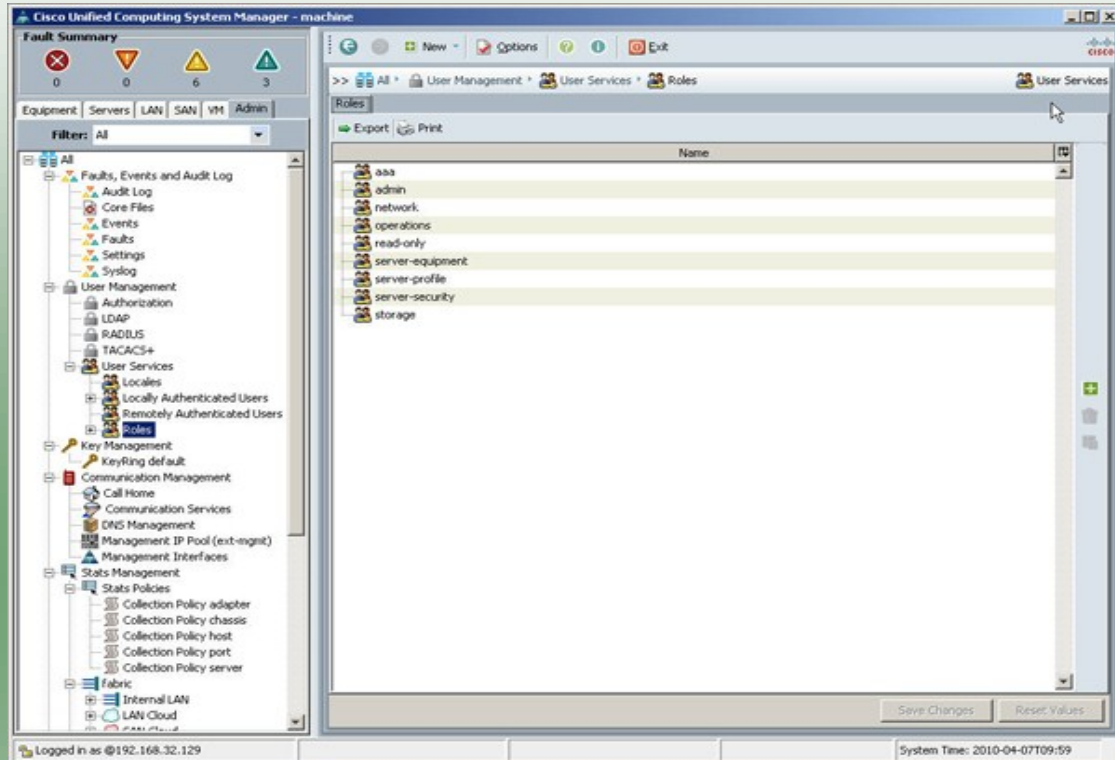 Cisco Unified Computing System Manager - machine
Fault Summary
0 0 6 3
New Options Exit
CISCO
>> All User Management User Services Roles User Services
Equipment Servers LAN SAN VM Admin
Filter: All
All
Faults, Events and Audit Log
Audit Log
Core Files
Events
Faults
Settings
Syslog
User Management
Authorization
LDAP
RADIUS
TACACS+
User Services
Locales
Locally Authenticated Users
Remotely Authenticated Users
Roles
Key Management
KeyRing default
Communication Management
Call Home
Communication Services
DNS Management
Management IP Pool (ext-mgmt)
Management Interfaces
Stats Management
Stats Policies
Collection Policy adapter
Collection Policy chassis
Collection Policy host
Collection Policy port
Collection Policy server
fabric
Internal LAN
LAN Cloud
SAN Cloud
Roles
Export Print
Name
aaa
admin
network
operations
read-only
server-equipment
server-profile
server-security
storage
Save Changes Reset Values
Logged in as @192.168.32.129
System Time: 2010-04-07T09:59